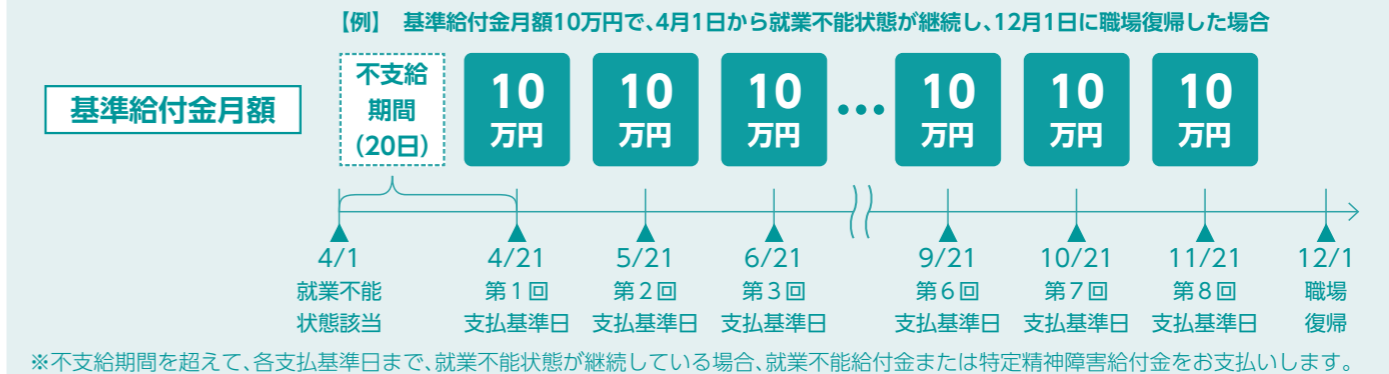 【例】 基準給付金月額10万円で、4月1日から就業不能状態が継続し、12月1日に職場復帰した場合
基準給付金月額
不支給
期間
(20日)
10
万円
10
万円
10
万円
•••
10
万円
10
万円
10
万円
4/1
就業不能
状態該当
4/21
第1回
支払基準日
5/21
第2回
支払基準日
6/21
第3回
支払基準日
9/21
第6回
支払基準日
10/21
第7回
支払基準日
11/21
第8回
支払基準日
12/1
職場
復帰
※不支給期間を超えて、各支払基準日まで、就業不能状態が継続している場合、就業不能給付金または特定精神障害給付金をお支払いします。